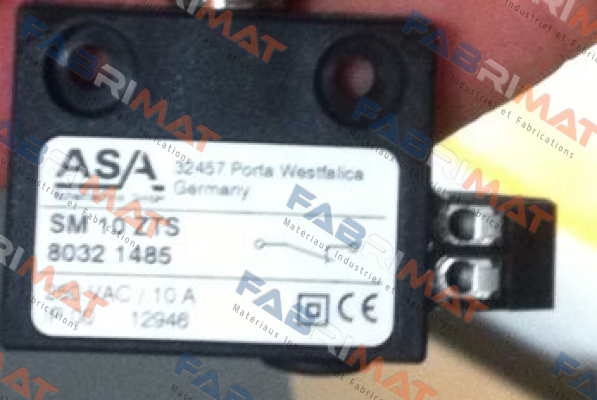 ASA
32457 Porta Westfalica
Germany
SM 10 ZTS
8032 1485
VAC / 10 A
12946
CE
FABRIMAT
Matériaux Industriel et Fabrications